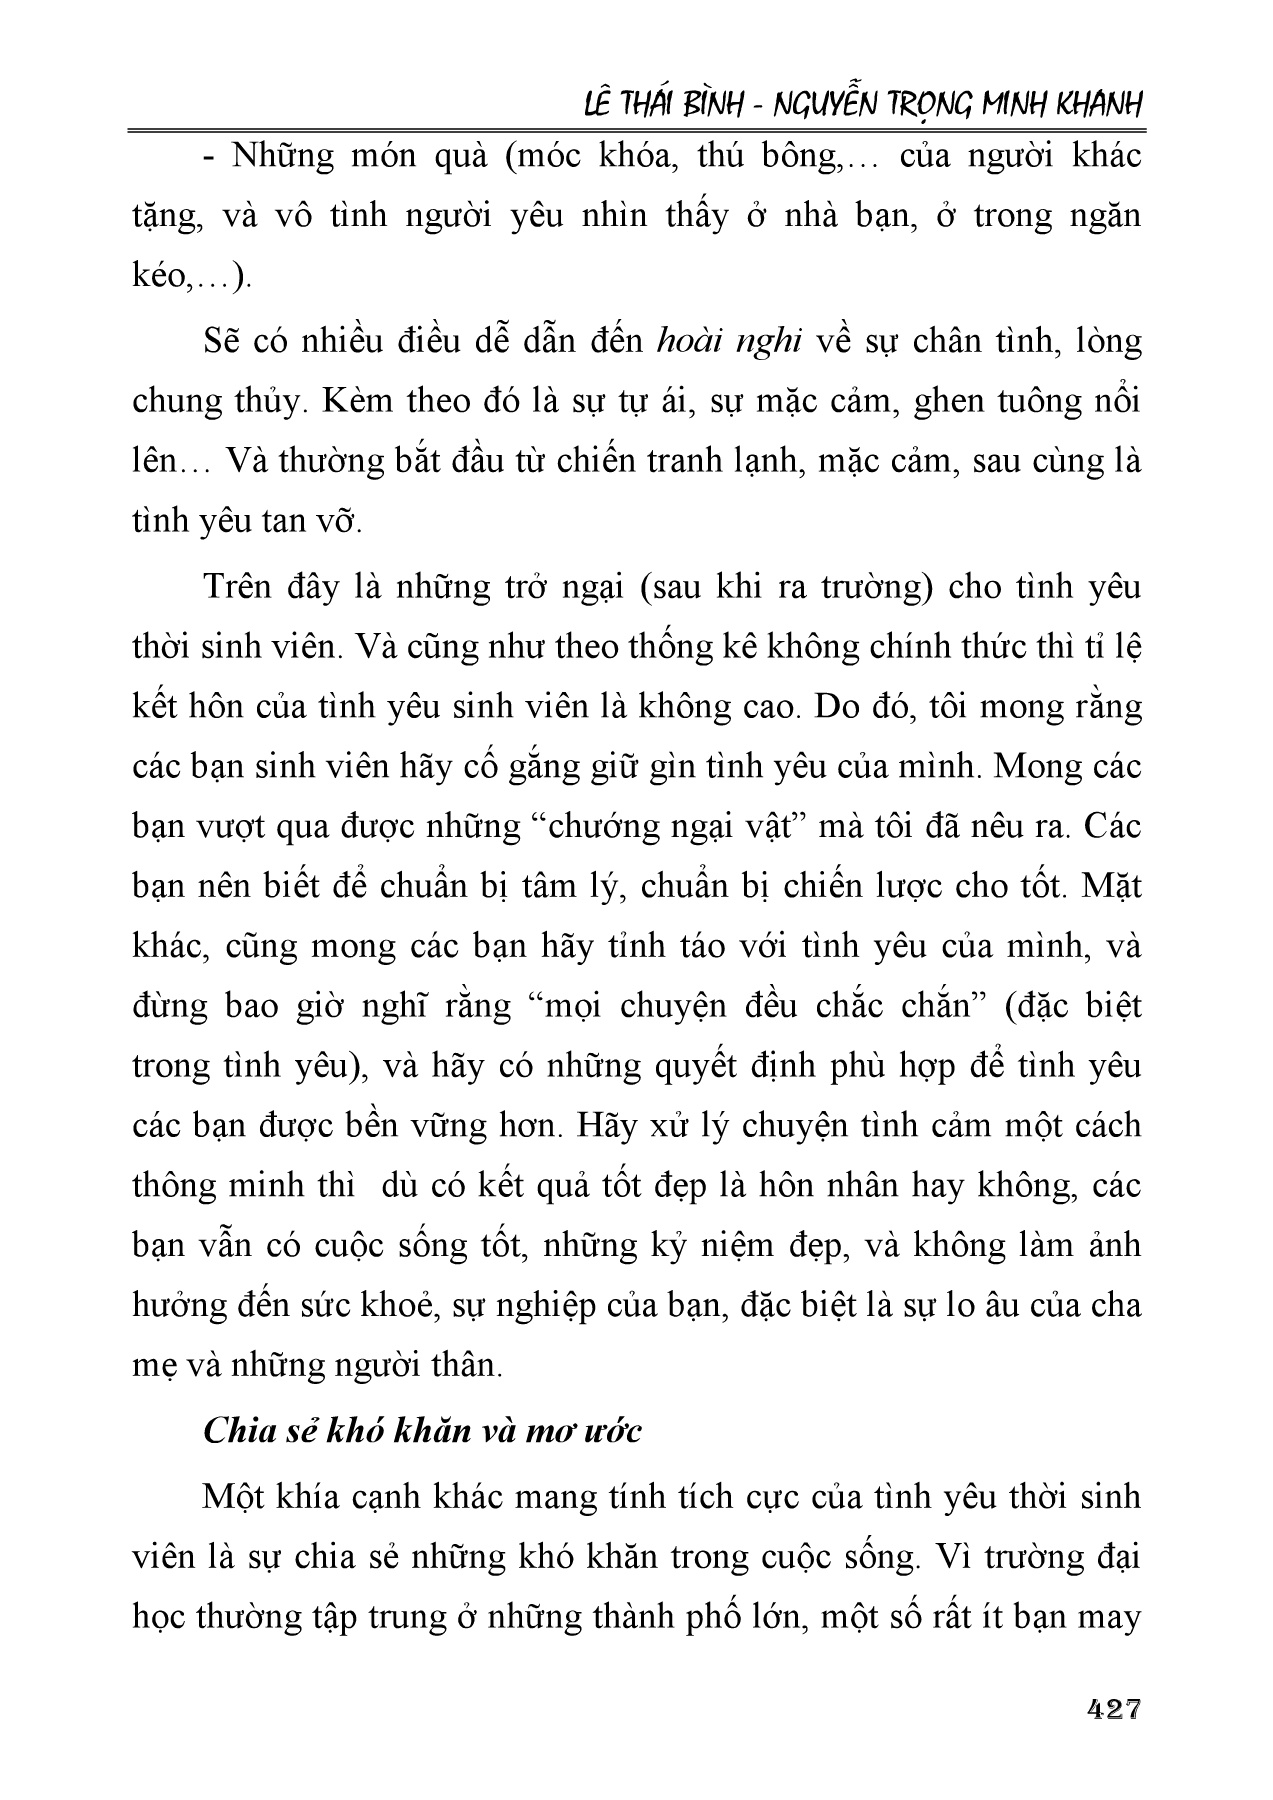 LÊ THÁI BÌNH - NGUYỄN TRỌNG MINH KHANH
- Những món quà (móc khóa, thú bông,… của người khác
tặng, và vô tình người yêu nhìn thấy ở nhà bạn, ở trong ngăn
kéo,…).
Sẽ có nhiều điều dễ dẫn đến hoài nghi về sự chân tình, lòng
chung thủy. Kèm theo đó là sự tự ái, sự mặc cảm, ghen tuông nổi
lên… Và thường bắt đầu từ chiến tranh lạnh, mặc cảm, sau cùng là
tình yêu tan vỡ.
Trên đây là những trở ngại (sau khi ra trường) cho tình yêu
thời sinh viên. Và cũng như theo thống kê không chính thức thì tỉ lệ
kết hôn của tình yêu sinh viên là không cao. Do đó, tôi mong rằng
các bạn sinh viên hãy cố gắng giữ gìn tình yêu của mình. Mong các
bạn vượt qua được những “chướng ngại vật” mà tôi đã nêu ra. Các
bạn nên biết để chuẩn bị tâm lý, chuẩn bị chiến lược cho tốt. Mặt
khác, cũng mong các bạn hãy tỉnh táo với tình yêu của mình, và
đừng bao giờ nghĩ rằng “mọi chuyện đều chắc chắn” (đặc biệt
trong tình yêu), và hãy có những quyết định phù hợp để tình yêu
các bạn được bền vững hơn. Hãy xử lý chuyện tình cảm một cách
thông minh thì  dù có kết quả tốt đẹp là hôn nhân hay không, các
bạn vẫn có cuộc sống tốt, những kỷ niệm đẹp, và không làm ảnh
hưởng đến sức khoẻ, sự nghiệp của bạn, đặc biệt là sự lo âu của cha
mẹ và những người thân.
Chia sẻ khó khăn và mơ ước
Một khía cạnh khác mang tính tích cực của tình yêu thời sinh
viên là sự chia sẻ những khó khăn trong cuộc sống. Vì trường đại
học thường tập trung ở những thành phố lớn, một số rất ít bạn may
427